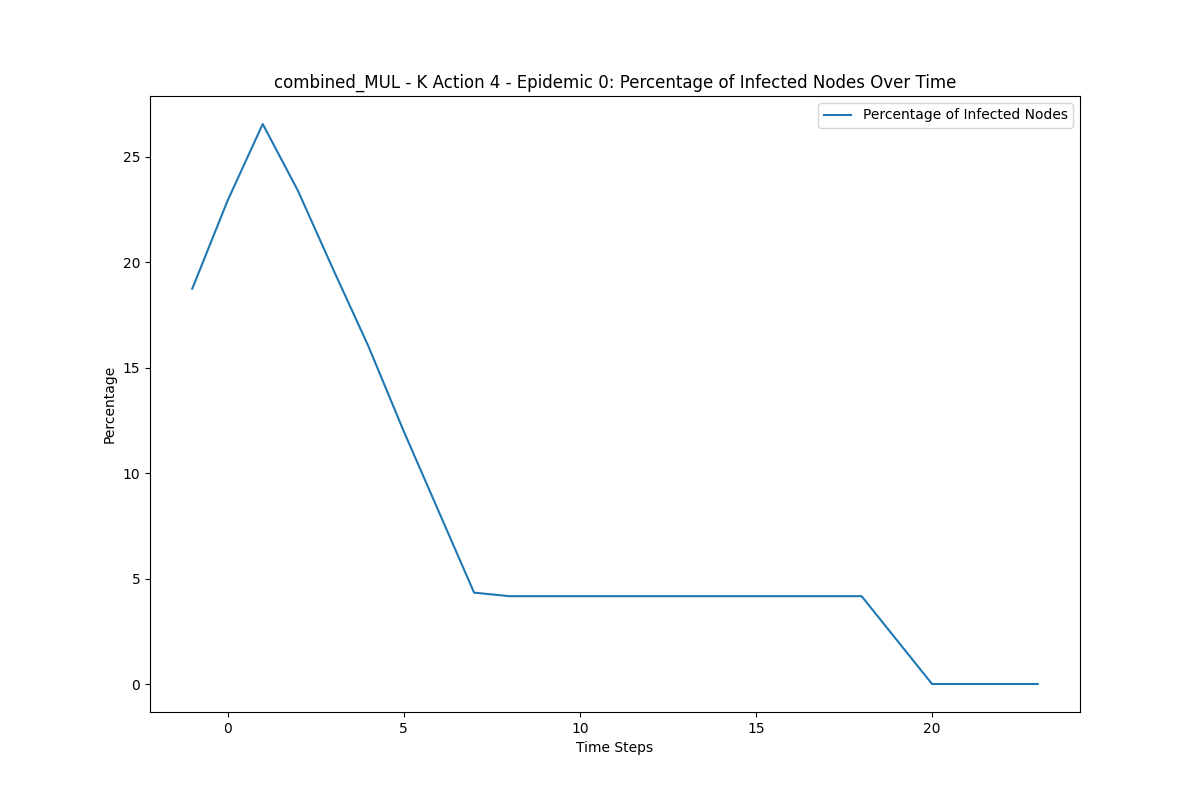 combined_MUL - K Action 4 - Epidemic 0: Percentage of Infected Nodes Over Time
Percentage of Infected Nodes
25
20
15
10
5
0
Percentage
0 5 10 15 20
Time Steps